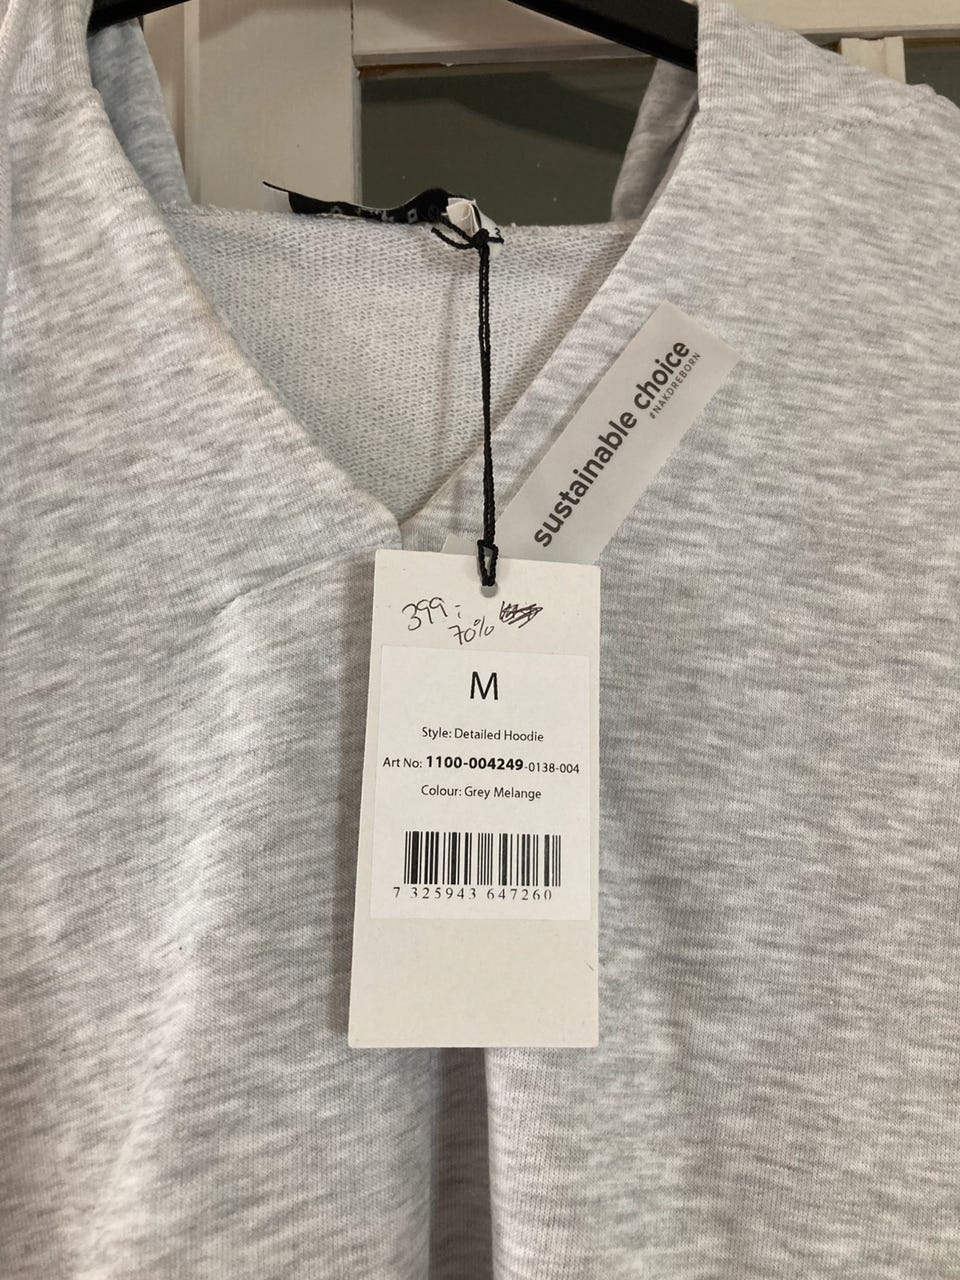 sustainable choice
#NAKDREBORN
399:-
70%
M
Style: Detailed Hoodie
Art No: 1100-004249-0138-004
Colour: Grey Melange
7 325943 647260